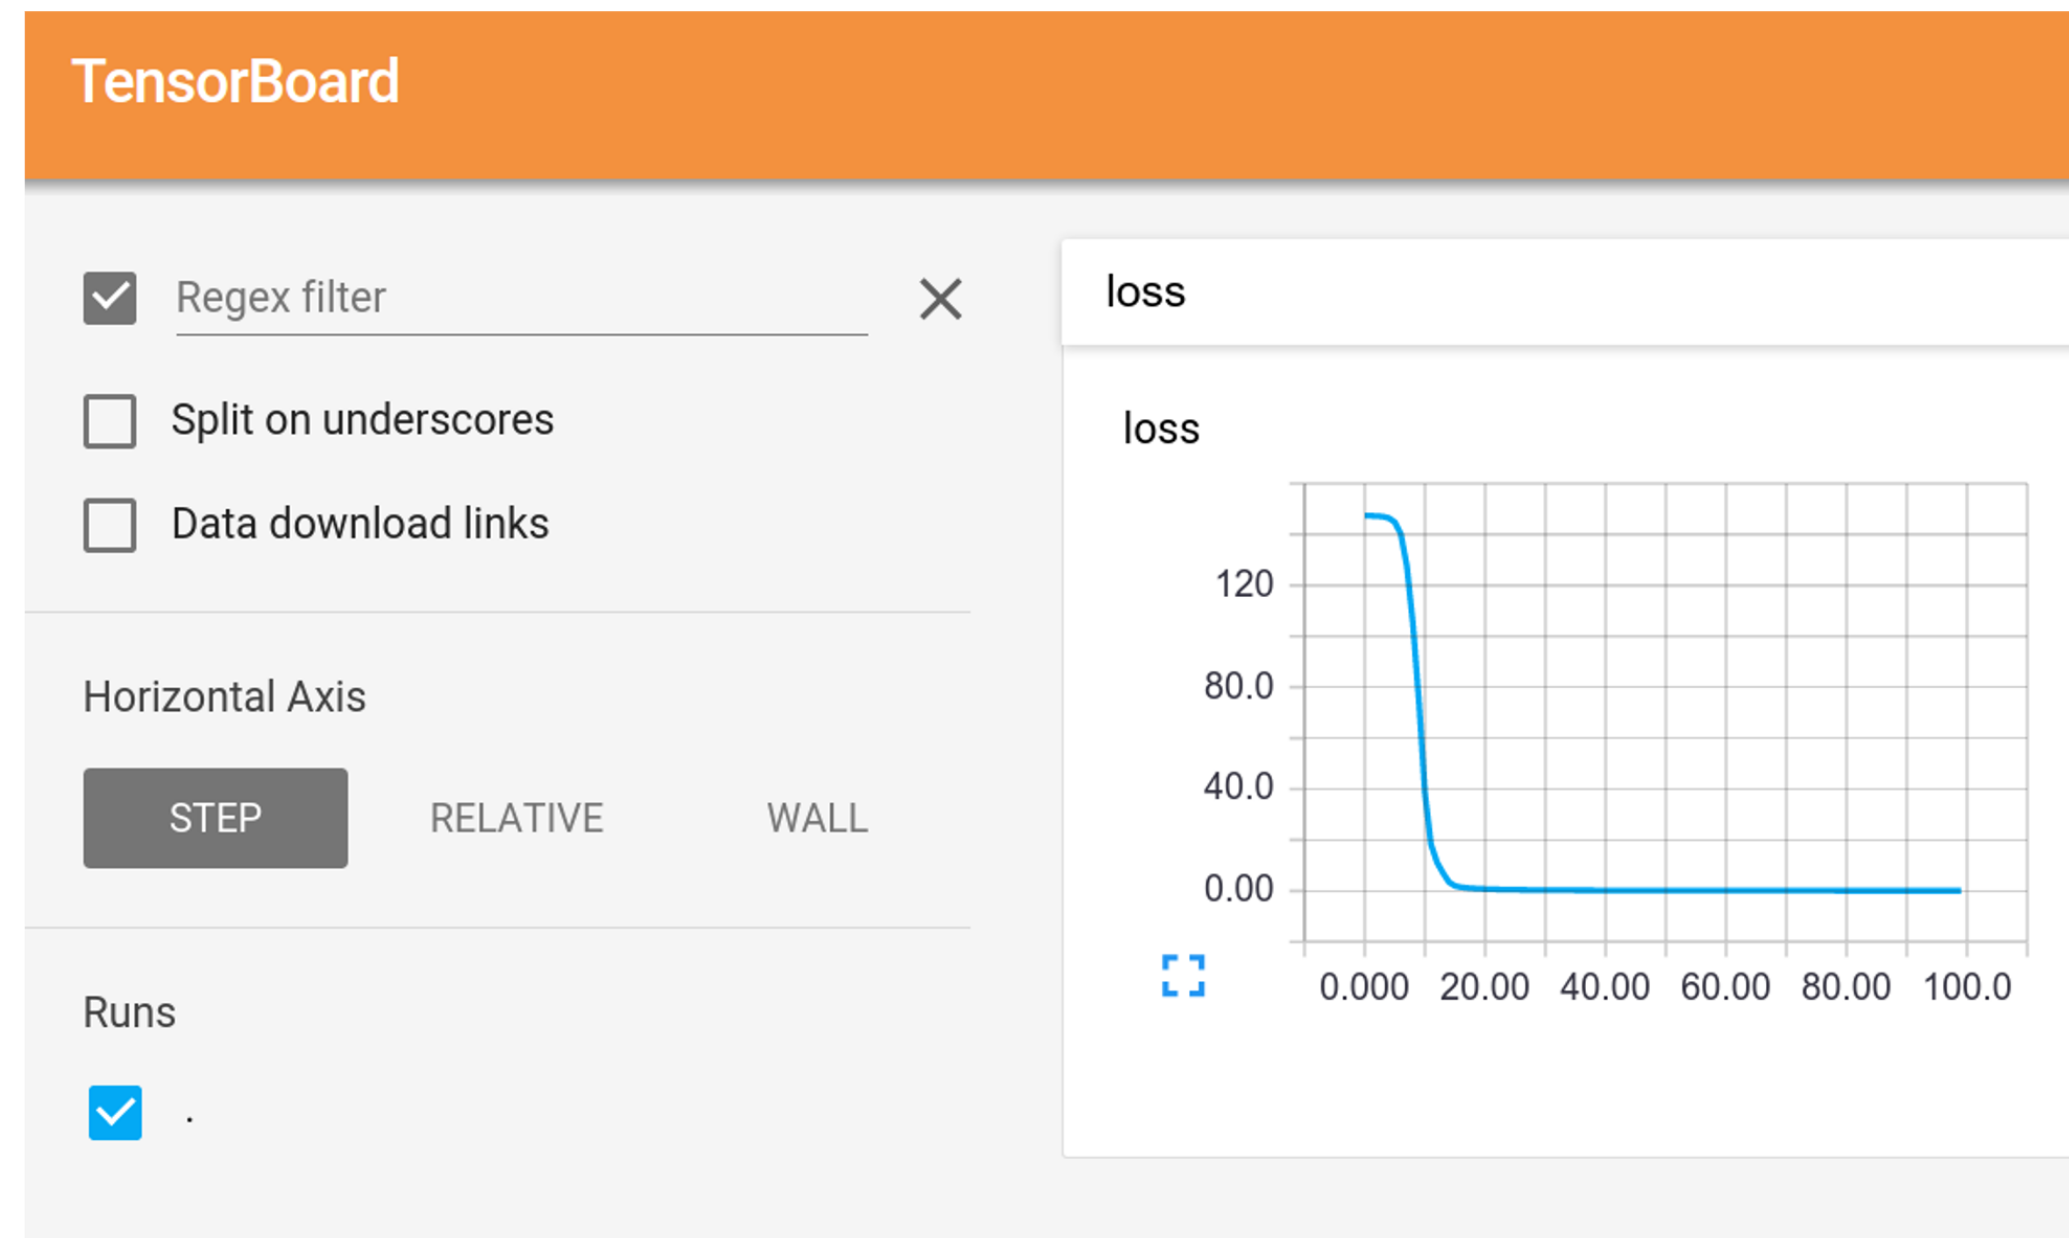 TensorBoard
Regex filter
Split on underscores
Data download links
Horizontal Axis
STEP RELATIVE WALL
Runs
.
loss
loss
120
80.0
40.0
0.00
0.000 20.00 40.00 60.00 80.00 100.0